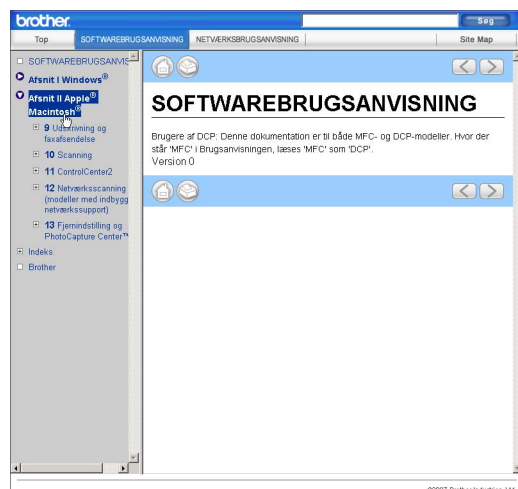 brother.
Søg
Top SOFTWAREBRUGSANVISNING NETVÆRKSBRUGSANVISNING Site Map
SOFTWAREBRUGSANVIS
Afsnit I Windows®
Afsnit II Apple®
Macintosh®
9 Udskrivning og
faxafsendelse
10 Scanning
11 ControlCenter2
12 Netværksscanning
(modeller med indbygg
netværkssupport)
13 Fjernindstilling og
PhotoCapture Center™
Indeks
Brother
SOFTWAREBRUGSANVISNING
Brugere af DCP: Denne dokumentation er til både MFC- og DCP-modeller. Hvor der
står 'MFC' i Brugsanvisningen, læses 'MFC' som 'DCP'.
Version 0